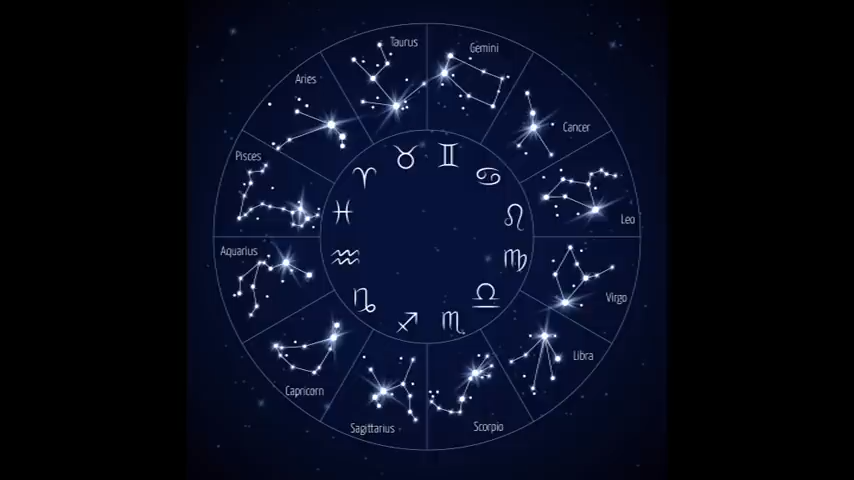 Taurus
Gemini
Aries
Cancer
Pisces
Leo
Aquarius
Virgo
Libra
Capricorn
Scorpio
Sagittarius